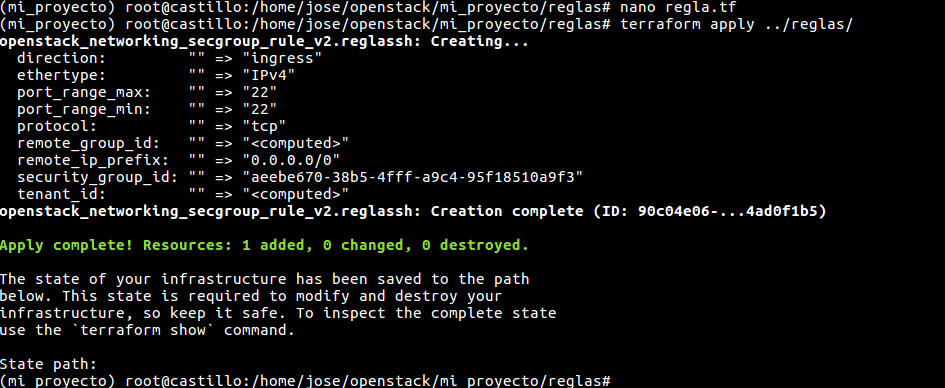 (mi_proyecto) root@castillo:/home/jose/openstack/mi_proyecto/reglas# nano regla.tf
(mi_proyecto) root@castillo:/home/jose/openstack/mi_proyecto/reglas# terraform apply ../reglas/
openstack_networking_secgroup_rule_v2.reglassh: Creating...
  direction:         "" => "ingress"
  ethertype:         "" => "IPv4"
  port_range_max:    "" => "22"
  port_range_min:    "" => "22"
  protocol:          "" => "tcp"
  remote_group_id:   "" => "<computed>"
  remote_ip_prefix:  "" => "0.0.0.0/0"
  security_group_id: "" => "aeebe670-38b5-4fff-a9c4-95f18510a9f3"
  tenant_id:         "" => "<computed>"
openstack_networking_secgroup_rule_v2.reglassh: Creation complete (ID: 90c04e06-...4ad0f1b5)
Apply complete! Resources: 1 added, 0 changed, 0 destroyed.
The state of your infrastructure has been saved to the path
below. This state is required to modify and destroy your
infrastructure, so keep it safe. To inspect the complete state
use the `terraform show` command.
State path:
(mi_proyecto) root@castillo:/home/jose/openstack/mi_proyecto/reglas#